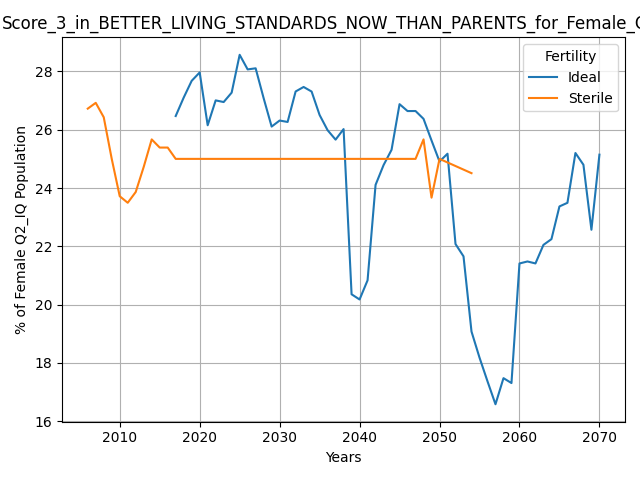 Score_3_in_BETTER_LIVING_STANDARDS_NOW_THAN_PARENTS_for_Female_
Fertility
Ideal
Sterile
% of Female Q2_IQ Population
28
26
24
22
20
18
16
2010 2020 2030 2040 2050 2060 2070
Years